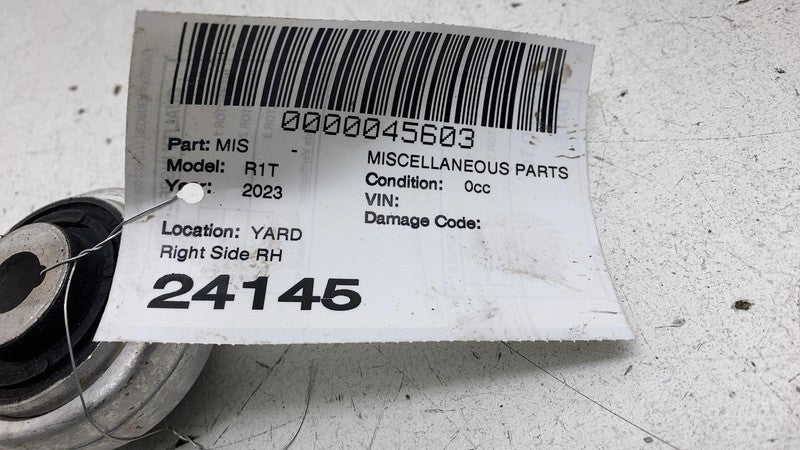 0000045603
Part: MIS -
MISCELLANEOUS PARTS
Model: R1T
Condition: 0cc
Year: 2023
VIN:
Damage Code:
Location: YARD
Right Side RH
24145